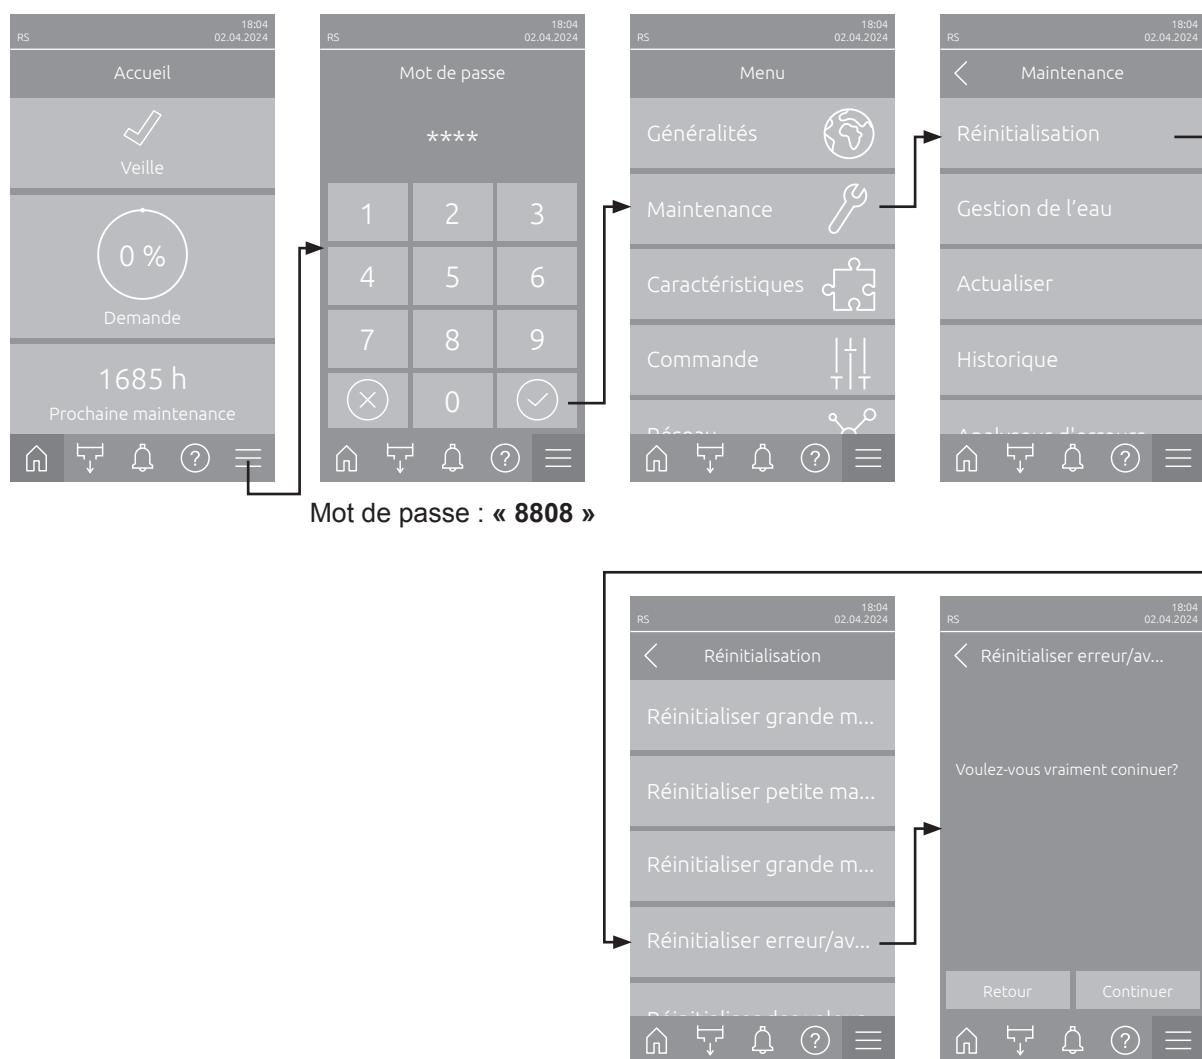 18:04
RS 02.04.2024
Accueil
Veille
0 %
Demande
1685 h
Prochaine maintenance
?
18:04
RS 02.04.2024
Mot de passe
****
1 2 3
4 5 6
7 8 9
0
?
Mot de passe : « 8808 »
18:04
RS 02.04.2024
Menu
Généralités
Maintenance
Caractéristiques
Commande
Réseau
?
18:04
RS 02.04.2024
Maintenance
Réinitialisation
Gestion de l'eau
Actualiser
Historique
?
18:04
RS 02.04.2024
Réinitialisation
Réinitialiser grande m...
Réinitialiser petite ma...
Réinitialiser grande m...
Réinitialiser erreur/av...
?
18:04
RS 02.04.2024
Réinitialiser erreur/av...
Voulez-vous vraiment coninuer?
Retour Continuer
?